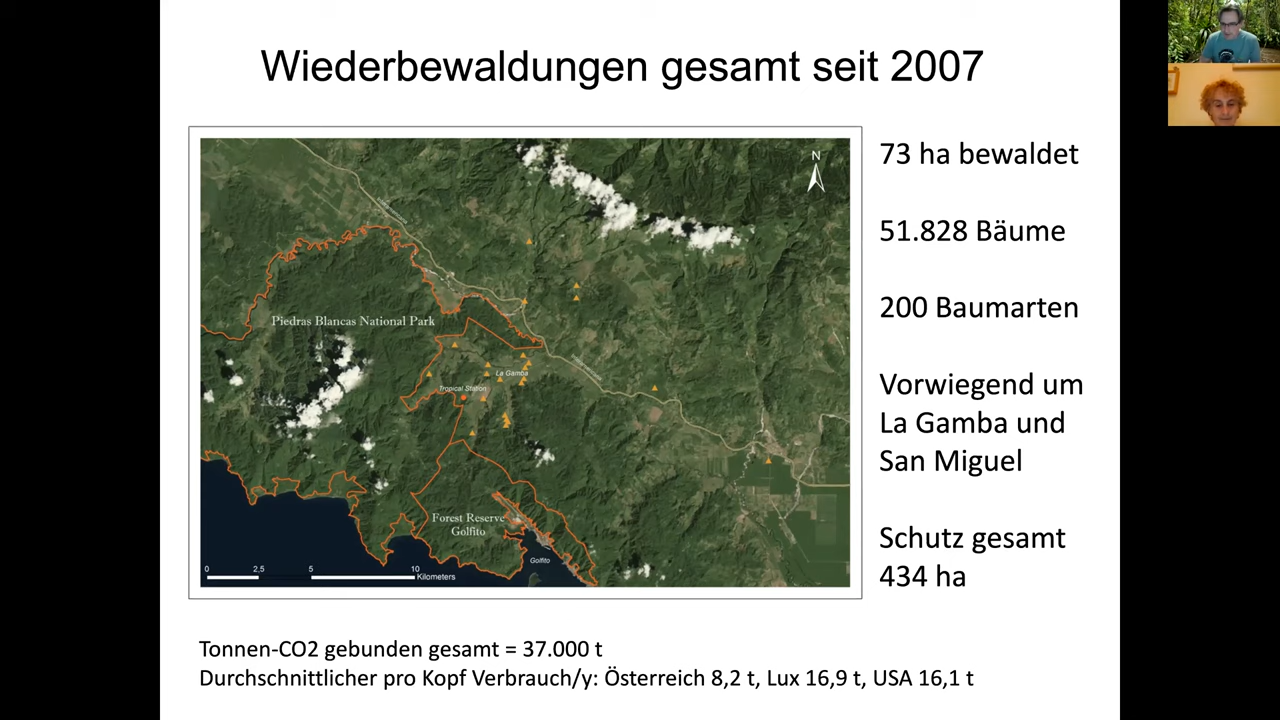 Wiederbewaldungen gesamt seit 2007
N
Piedras Blancas National Park
La Gamba
Tropical Station
Forest Reserve
Golfito
Golfito
0 2,5 5 10
Kilometers
73 ha bewaldet
51.828 Bäume
200 Baumarten
Vorwiegend um
La Gamba und
San Miguel
Schutz gesamt
434 ha
Tonnen-CO2 gebunden gesamt = 37.000 t
Durchschnittlicher pro Kopf Verbrauch/y: Österreich 8,2 t, Lux 16,9 t, USA 16,1 t